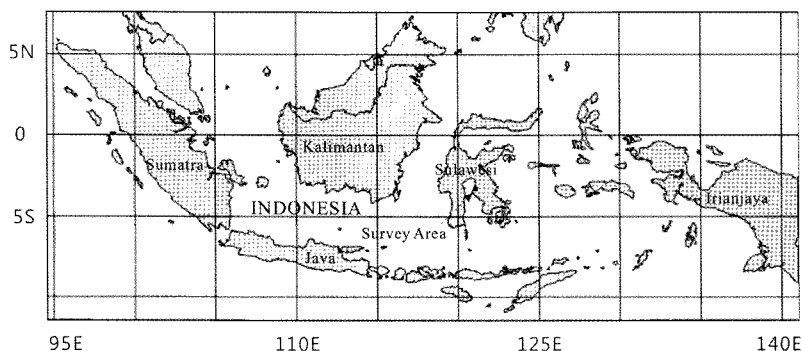 5N
0
Kalimantan
Sumatra
Sulawesi
Irianjaya
INDONESIA
5S
Survey Area
Java
95E
110E
125E
140E